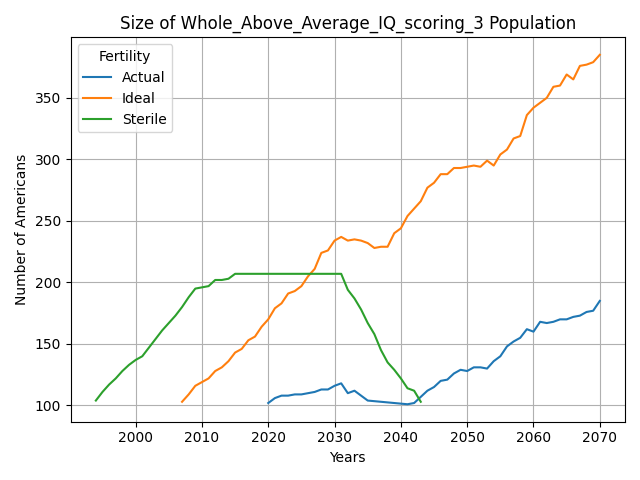 Size of Whole_Above_Average_IQ_scoring_3 Population
Fertility
Actual
Ideal
Sterile
Number of Americans
350
300
250
200
150
100
2000 2010 2020 2030 2040 2050 2060 2070
Years